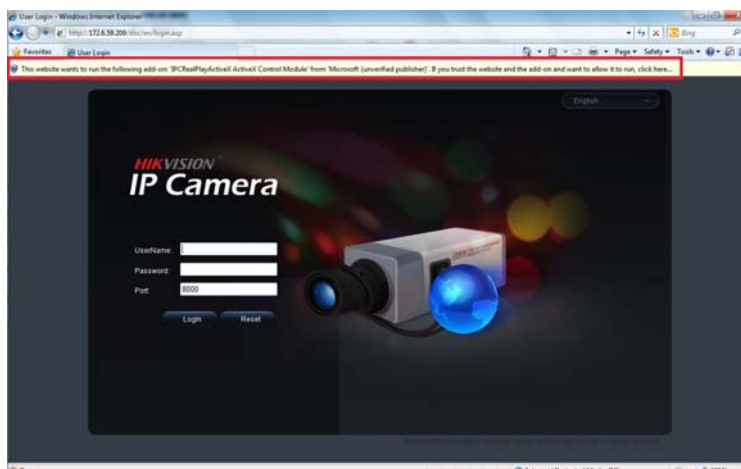 User Login - Windows Internet Explorer
http://172.6.58.209/doc/en/login.asp
Bing
Favorites
User Login
Page
Safety
Tools
This website wants to run the following add-on: 'IPCRealPlayActiveX ActiveX Control Module' from 'Microsoft (unverified publisher)'. If you trust the website and the add-on and want to allow it to run, click here...
English
HIKVISION
IP Camera
UserName:
Password:
Port: 8000
Login
Reset